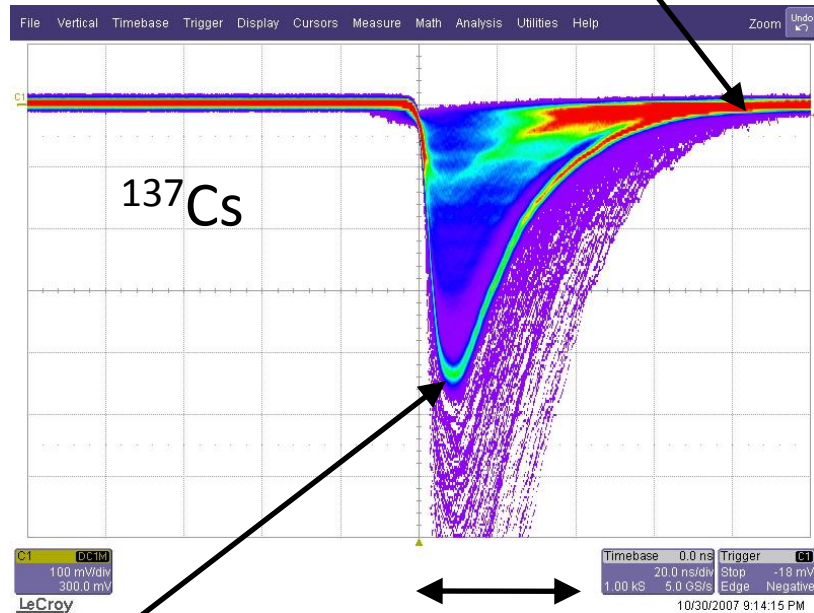 File Vertical Timebase Trigger Display Cursors Measure Math Analysis Utilities Help Zoom Undo
C1
137Cs
C1 DC1M
100 mV/div
300.0 mV
Timebase 0.0 ns
20.0 ns/div
1.00 kS 5.0 GS/s
Trigger C1
Stop -18 mV
Edge Negative
LeCroy
10/30/2007 9:14:15 PM